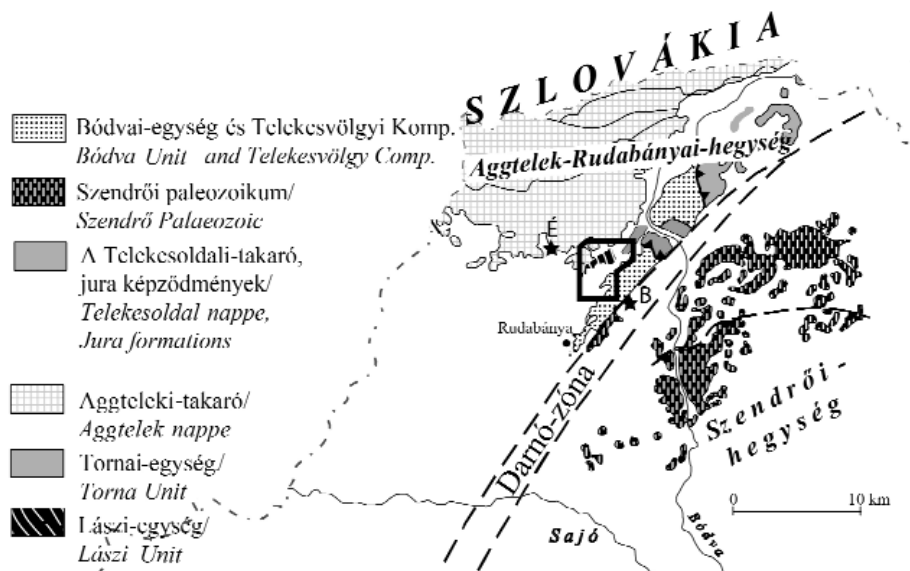 SZLOVÁKIA
Aggtelek-Rudabányai-hegység
É
B
Rudabánya
Darnó-zóna
Szendrői-
hegység
0 10 km
Sajó
Bódva
Bódvai-egység és Telekesvölgyi Komp.
Bódva Unit and Telekesvölgy Comp.
Szendrői paleozoikum/
Szendrő Palaeozoic
A Telekesoldali-takaró,
jura képződmények/
Telekesoldal nappe,
Jura formations
Aggteleki-takaró/
Aggtelek nappe
Tornai-egység/
Torna Unit
Lászi-egység/
Lászi Unit